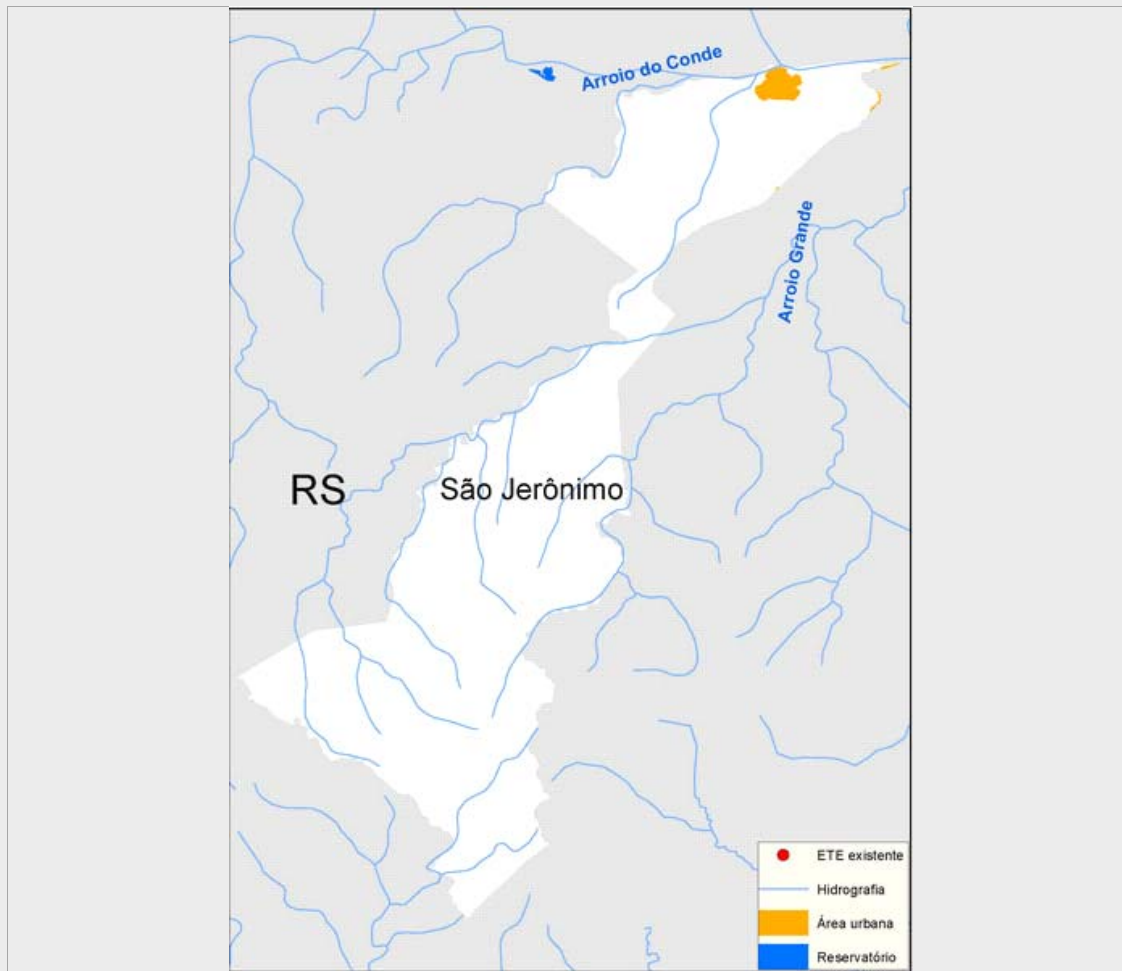 Arroio do Conde
Arroio Grande
RS
São Jerônimo
ETE existente
Hidrografia
Área urbana
Reservatório